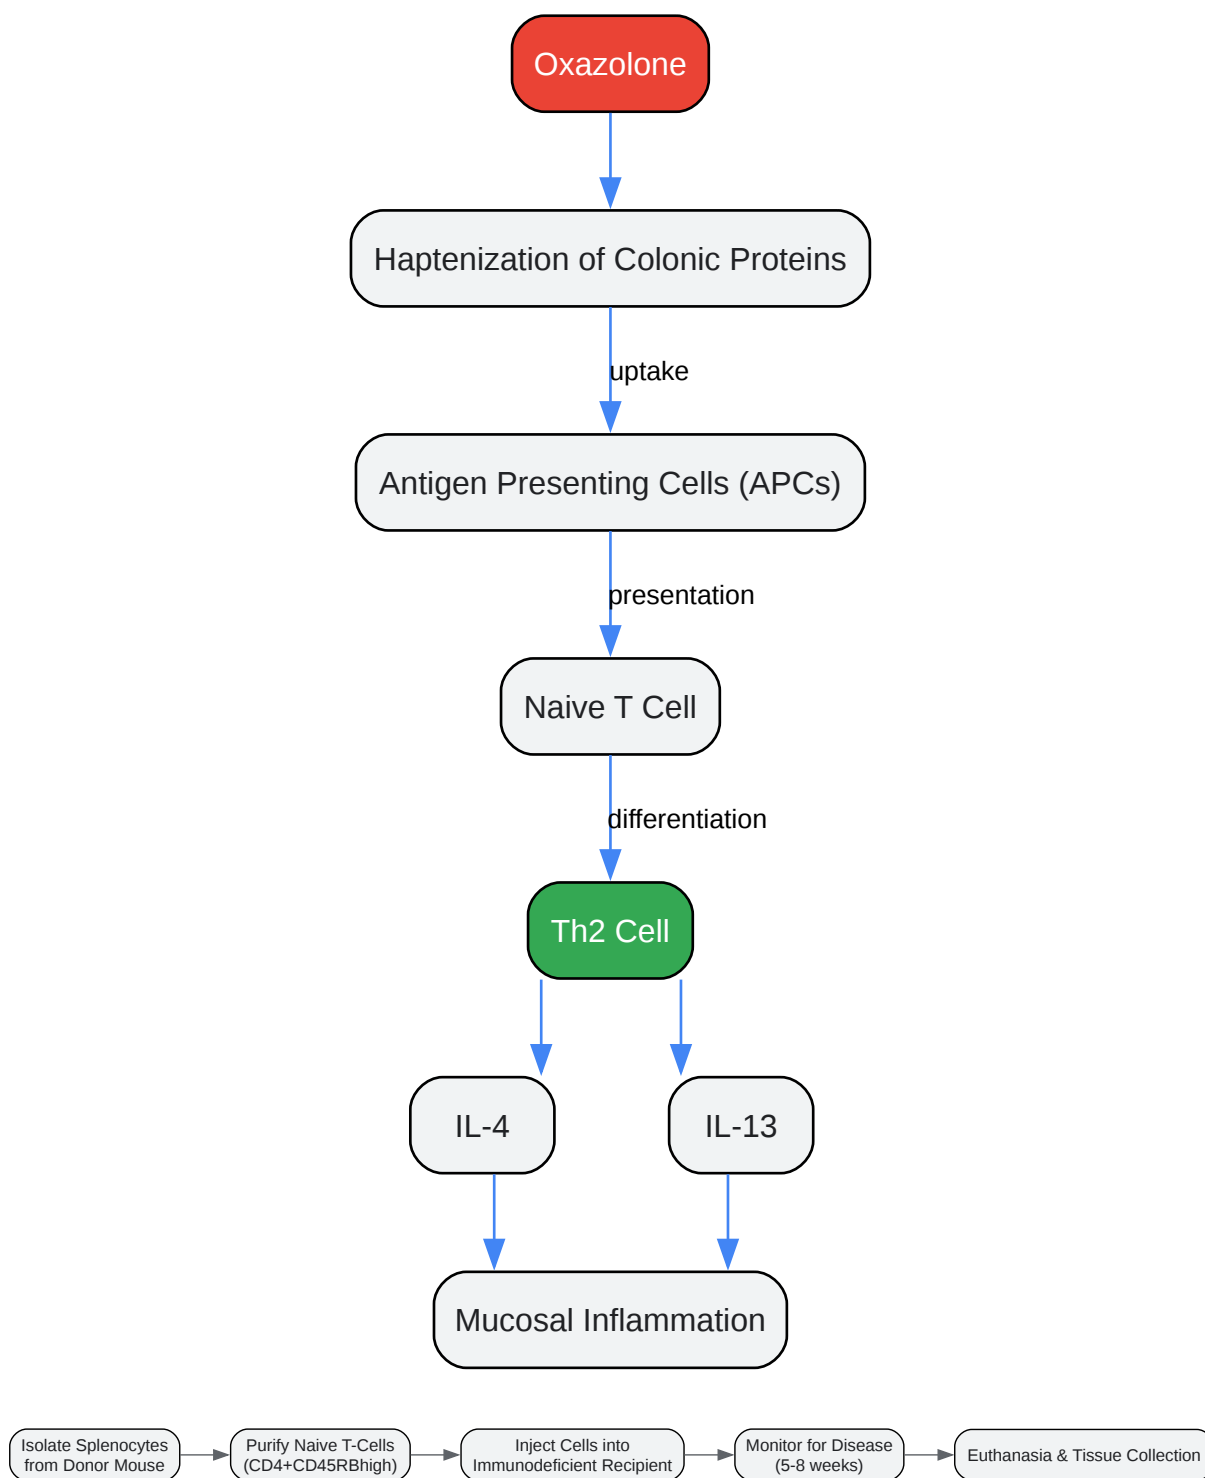 Oxazolone
Haptenization of Colonic Proteins
uptake
Antigen Presenting Cells (APCs)
presentation
Naive T Cell
differentiation
Th2 Cell
IL-4
IL-13
Mucosal Inflammation
Isolate Splenocytes
from Donor Mouse
Purify Naive T-Cells
(CD4+CD45RBhigh)
Inject Cells into
Immunodeficient Recipient
Monitor for Disease
(5-8 weeks)
Euthanasia & Tissue Collection